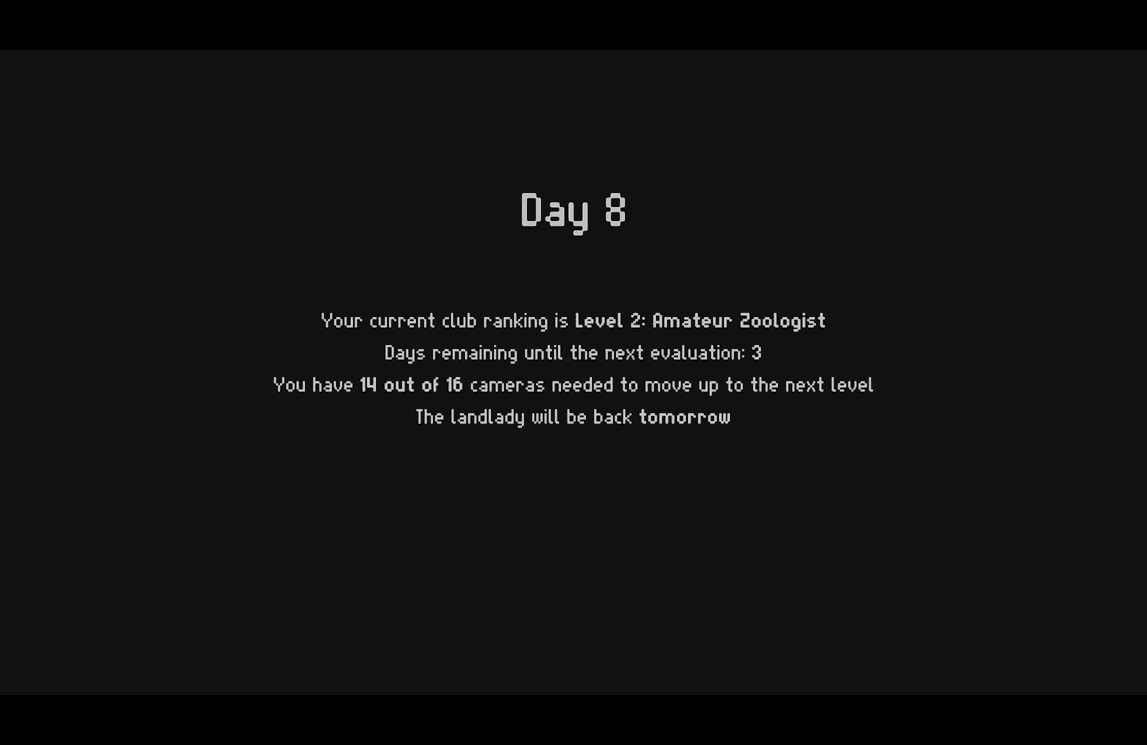 Day 8
Your current club ranking is Level 2: Amateur Zoologist
Days remaining until the next evaluation: 3
You have 14 out of 16 cameras needed to move up to the next level
The landlady will be back tomorrow